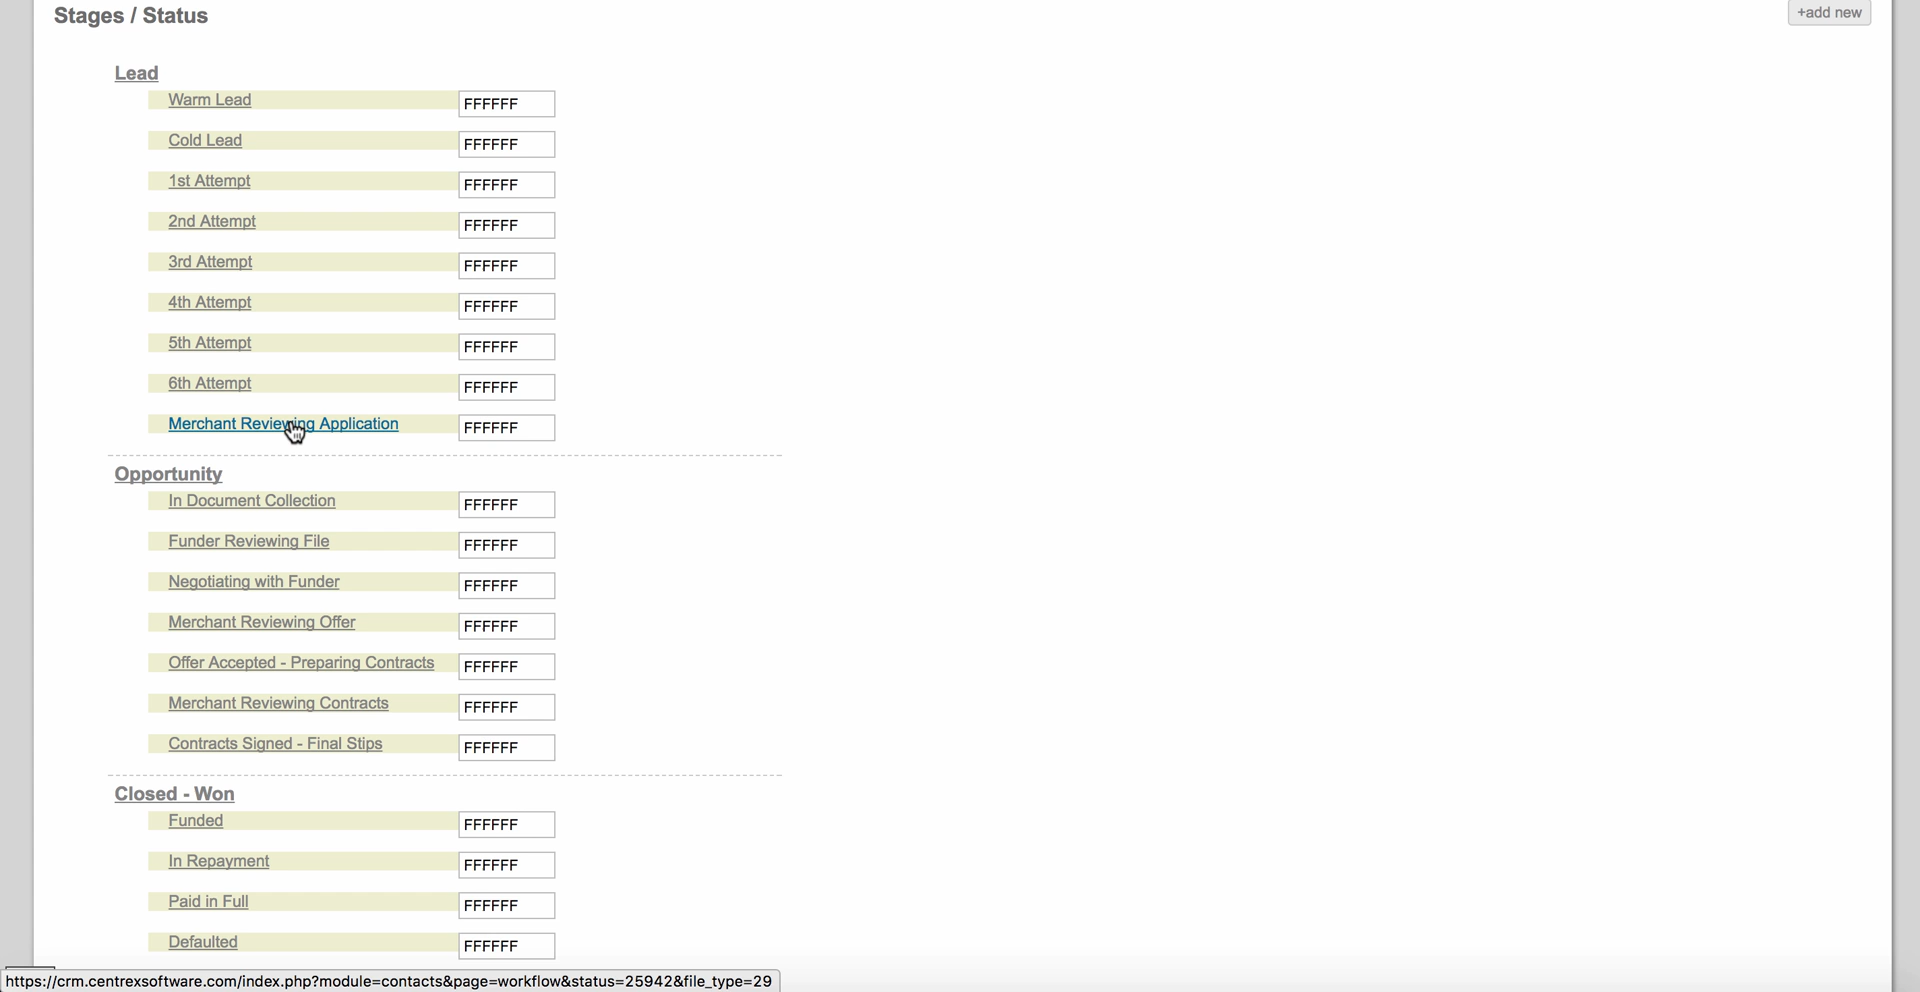 Stages / Status
+add new
Lead
Warm Lead FFFFFF
Cold Lead FFFFFF
1st Attempt FFFFFF
2nd Attempt FFFFFF
3rd Attempt FFFFFF
4th Attempt FFFFFF
5th Attempt FFFFFF
6th Attempt FFFFFF
Merchant Reviewing Application FFFFFF
Opportunity
In Document Collection FFFFFF
Funder Reviewing File FFFFFF
Negotiating with Funder FFFFFF
Merchant Reviewing Offer FFFFFF
Offer Accepted - Preparing Contracts FFFFFF
Merchant Reviewing Contracts FFFFFF
Contracts Signed - Final Stips FFFFFF
Closed - Won
Funded FFFFFF
In Repayment FFFFFF
Paid in Full FFFFFF
Defaulted FFFFFF
https://crm.centrexsoftware.com/index.php?module=contacts&page=workflow&status=25942&file_type=29